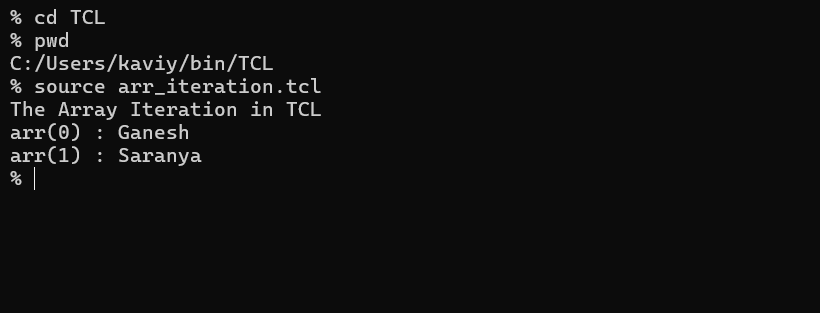 % cd TCL
% pwd
C:/Users/kaviy/bin/TCL
% source arr_iteration.tcl
The Array Iteration in TCL
arr(0) : Ganesh
arr(1) : Saranya
%